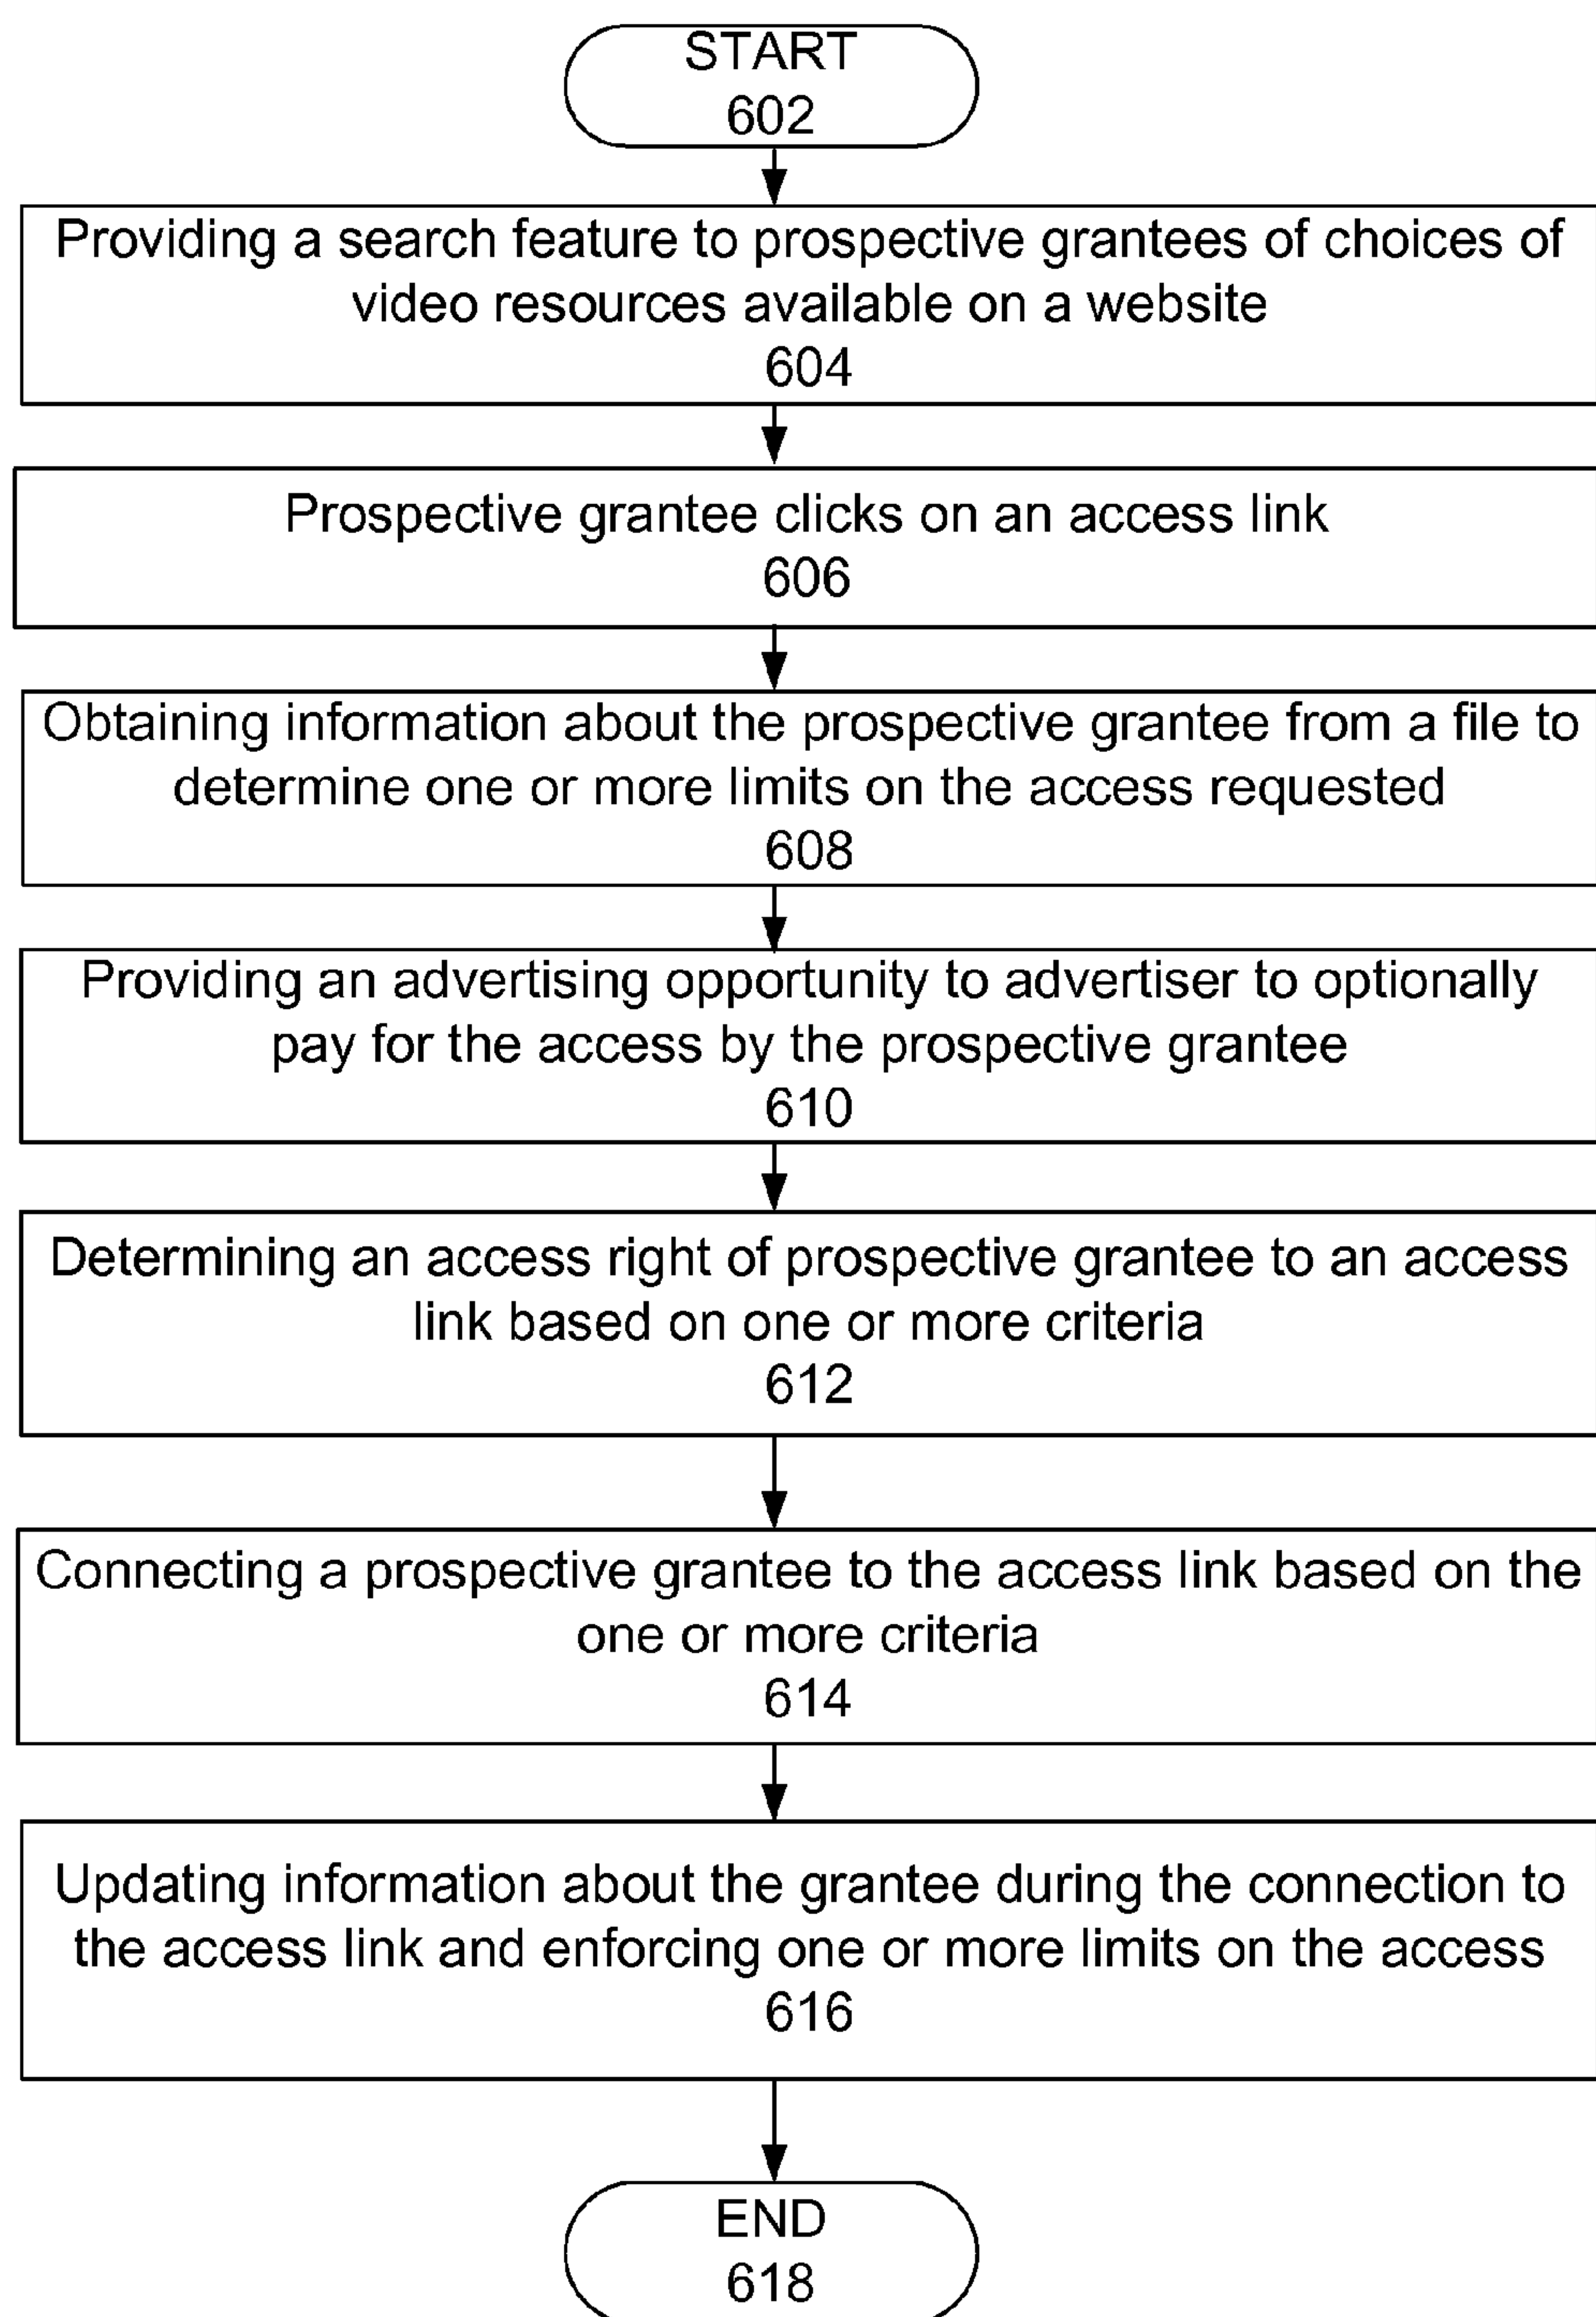 START
602
Providing a search feature to prospective grantees of choices of
video resources available on a website
604
Prospective grantee clicks on an access link
606
Obtaining information about the prospective grantee from a file to
determine one or more limits on the access requested
608
Providing an advertising opportunity to advertiser to optionally
pay for the access by the prospective grantee
610
Determining an access right of prospective grantee to an access
link based on one or more criteria
612
Connecting a prospective grantee to the access link based on the
one or more criteria
614
Updating information about the grantee during the connection to
the access link and enforcing one or more limits on the access
616
END
618